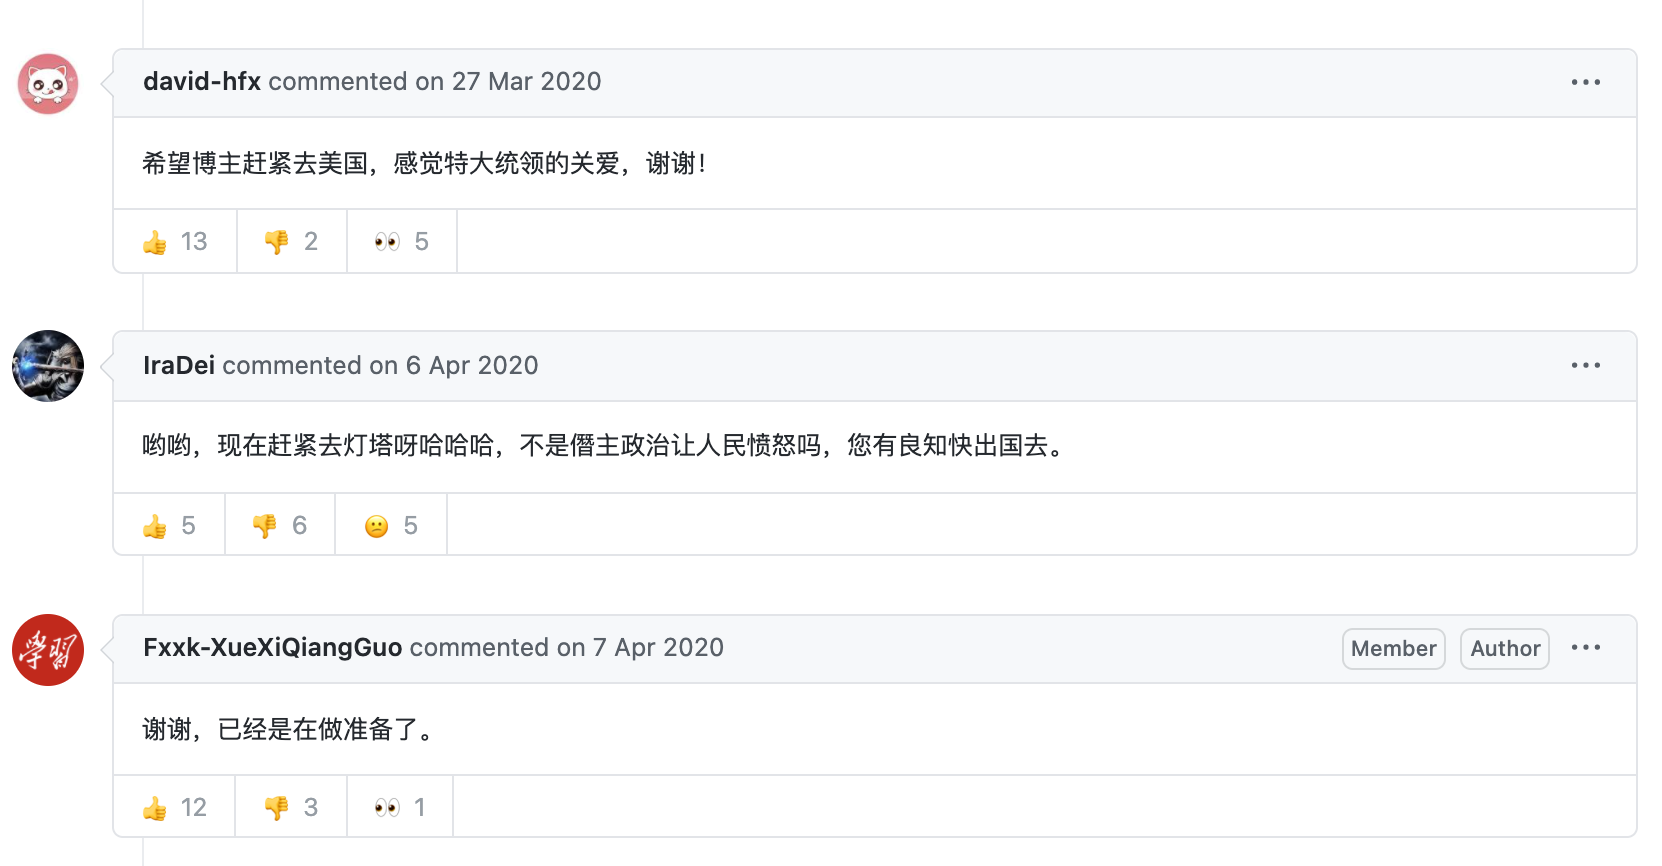 david-hfx commented on 27 Mar 2020
希望博主赶紧去美国，感觉特大统领的关爱，谢谢！
13 2 5
IraDei commented on 6 Apr 2020
哟哟，现在赶紧去灯塔呀哈哈哈，不是僭主政治让人民愤怒吗，您有良知快出国去。
5 6 5
學習
Fxxk-XueXiQiangGuo commented on 7 Apr 2020 Member Author
谢谢，已经是在做准备了。
12 3 1